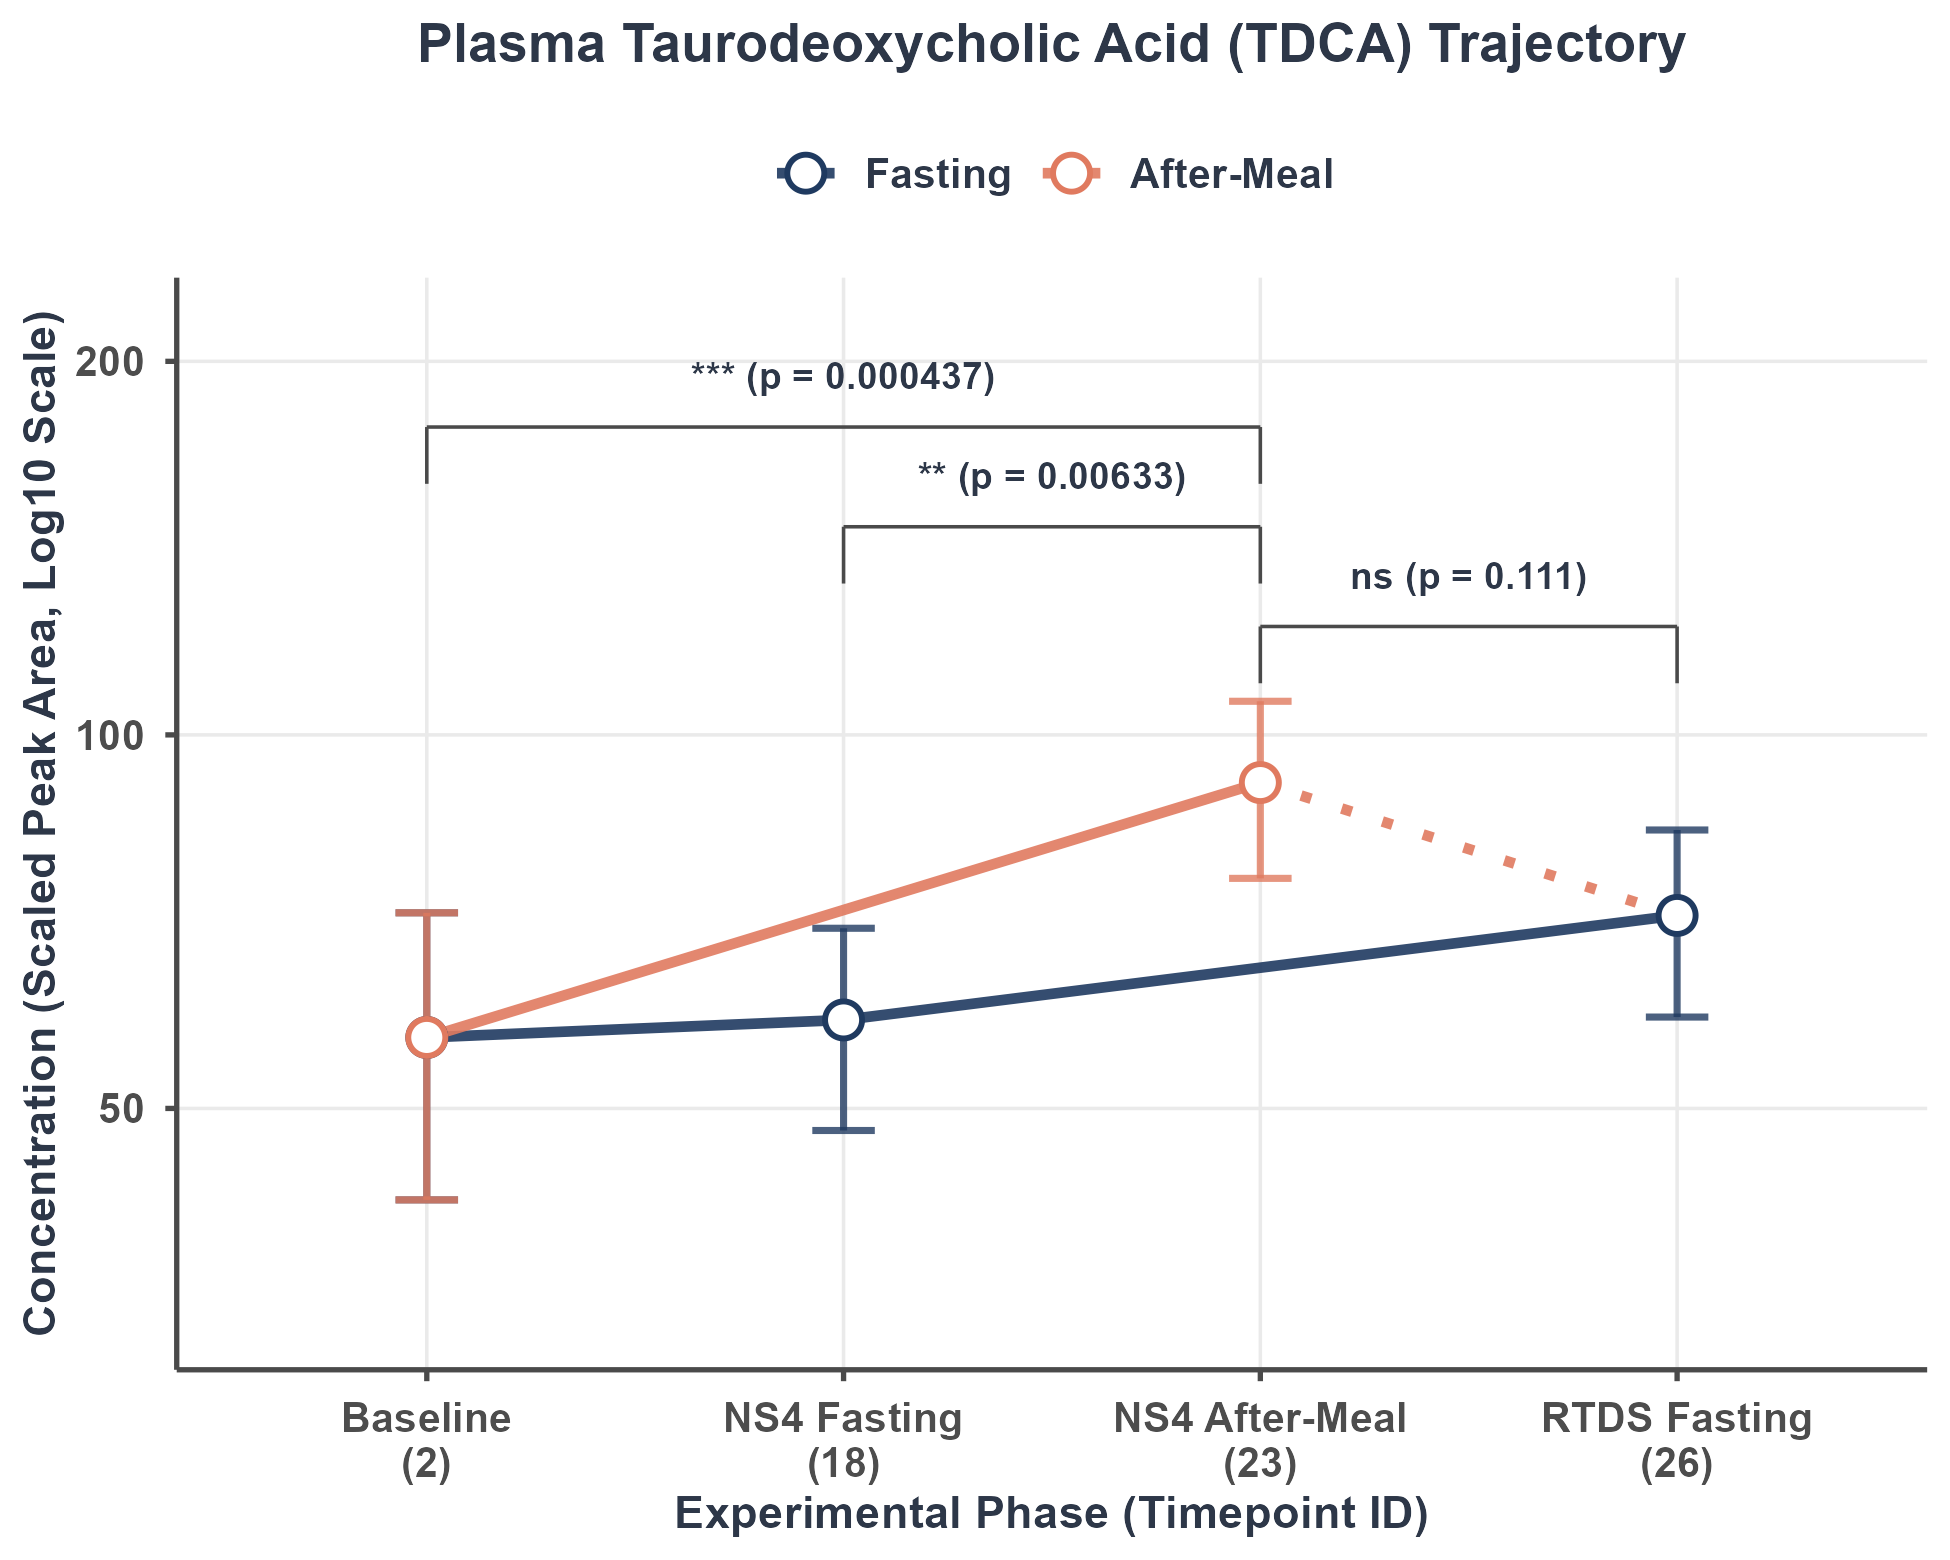 Plasma Taurodeoxycholic Acid (TDCA) Trajectory
Fasting After-Meal
Concentration (Scaled Peak Area, Log10 Scale)
200
100
50
*** (p = 0.000437)
** (p = 0.00633)
ns (p = 0.111)
Baseline
(2)
NS4 Fasting
(18)
NS4 After-Meal
(23)
RTDS Fasting
(26)
Experimental Phase (Timepoint ID)